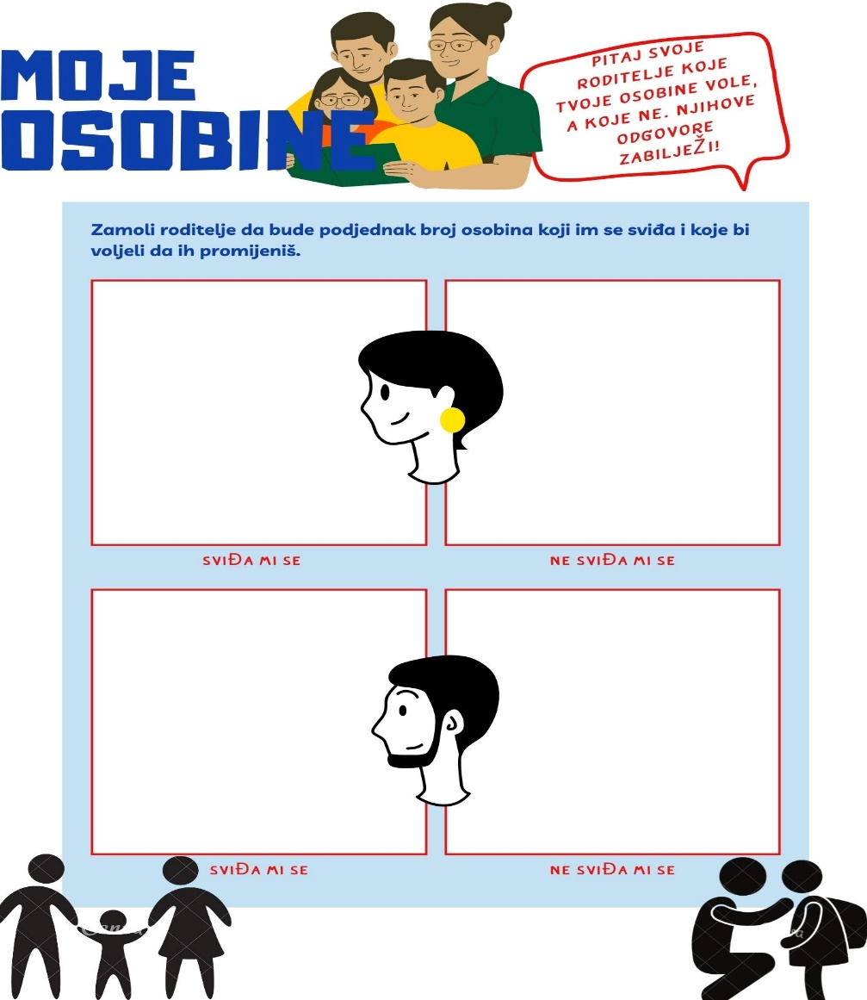 MOJE
OSOBINE
PITAJ SVOJE
RODITELJE KOJE
TVOJE OSOBINE VOLE,
A KOJE NE. NJIHOVE
ODGOVORE
ZABILJEŽI!
Zamoli roditelje da bude podjednak broj osobina koji im se sviđa i koje bi
voljeli da ih promijeniš.
SVIĐA MI SE
NE SVIĐA MI SE
SVIĐA MI SE
NE SVIĐA MI SE
Canva